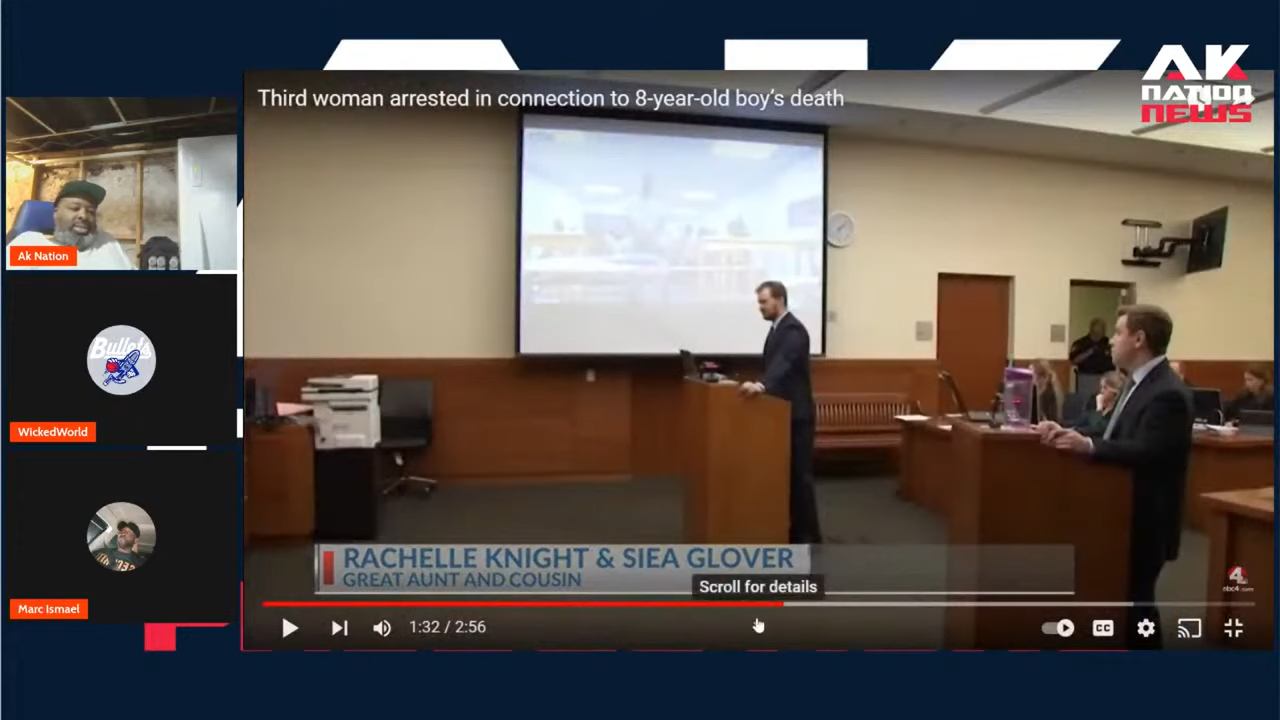 Third woman arrested in connection to 8-year-old boy's death
AK
NATION
NEWS
Ak Nation
Bullets
WickedWorld
Marc Ismael
RACHELLE KNIGHT & SIEA GLOVER
GREAT AUNT AND COUSIN
Scroll for details
4
abc4.com
1:32 / 2:56
CC